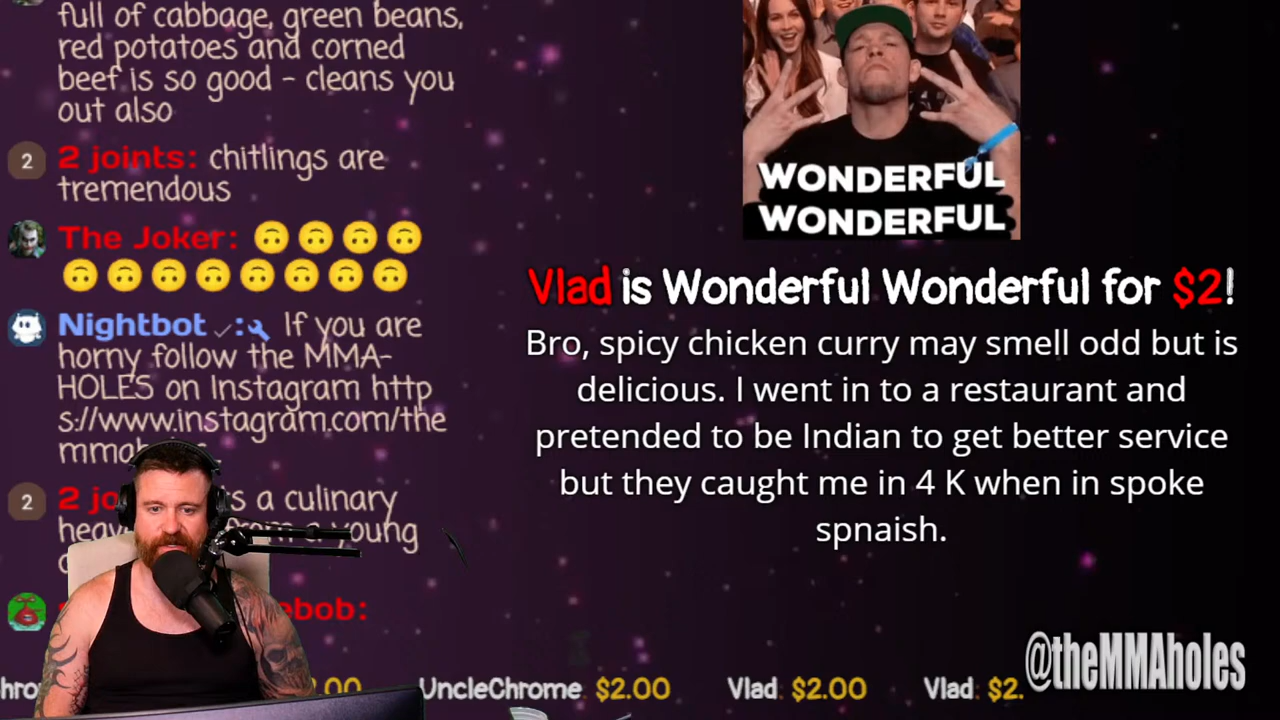 full of cabbage, green beans,
red potatoes and corned
beef is so good - cleans you
out also
2 2 joints: chitlings are
tremendous
The Joker: 🙃🙃🙃🙃
🙃🙃🙃🙃🙃🙃🙃🙃
Nightbot ✓:🔧 If you are
horny follow the MMA-
HOLES on Instagram http
s://www.instagram.com/the
2 2 a culinary
young
WONDERFUL
WONDERFUL
Vlad is Wonderful Wonderful for $2!
Bro, spicy chicken curry may smell odd but is
delicious. I went in to a restaurant and
pretended to be Indian to get better service
but they caught me in 4 K when in spoke
spnaish.
@theMMAholes
UncleChrome: $2.00 Vlad: $2.00 Vlad: $2.